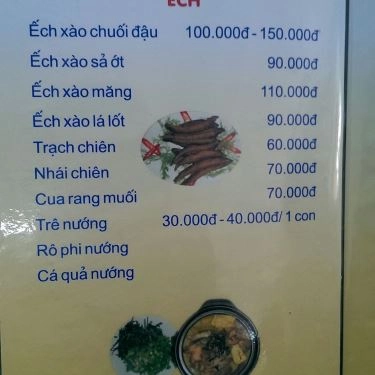 ẾCH
Ếch xào chuối đậu 100.000đ - 150.000đ
Ếch xào sả ớt 90.000đ
Ếch xào măng 110.000đ
Ếch xào lá lốt 90.000đ
Trạch chiên 60.000đ
Nhái chiên 70.000đ
Cua rang muối 70.000đ
Trê nướng 30.000đ - 40.000đ/ 1 con
Rô phi nướng
Cá quả nướng